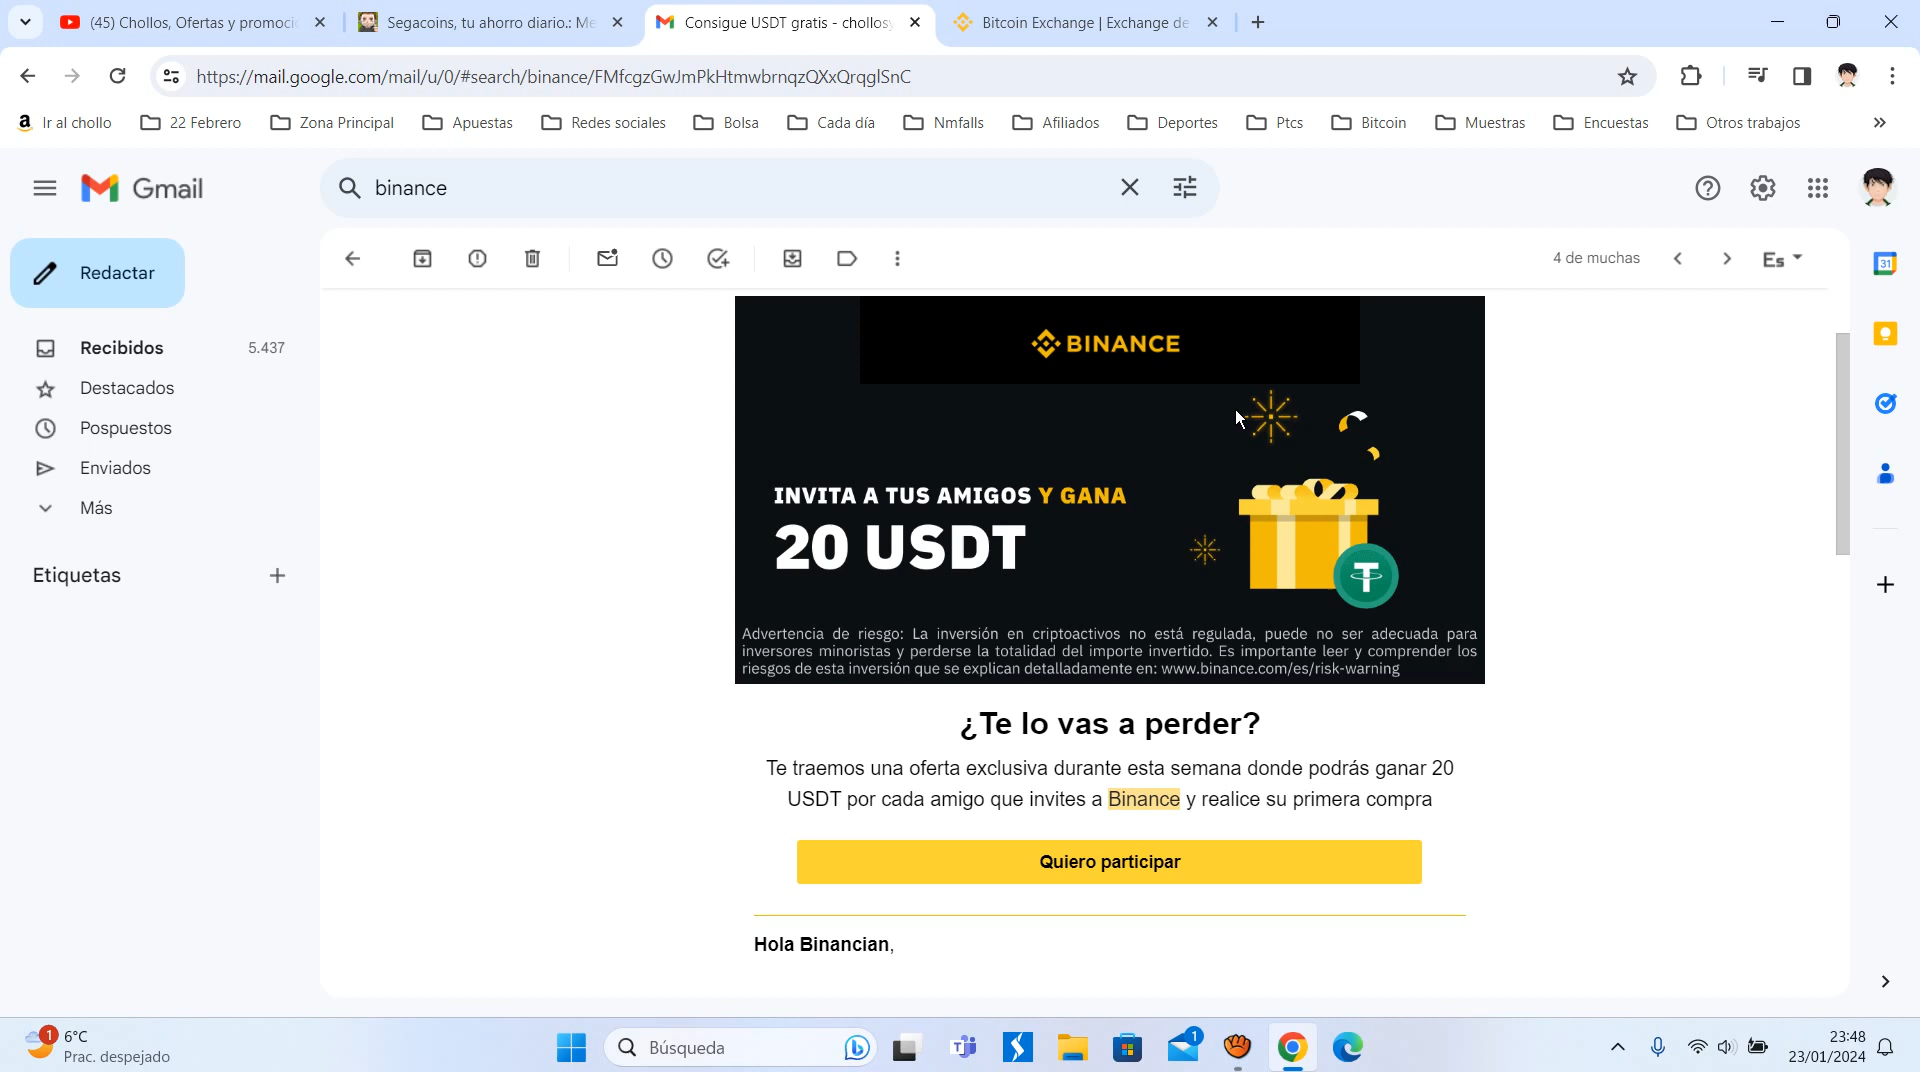 (45) Chollos, Ofertas y promocio
Segacoins, tu ahorro diario.: Me
Consigue USDT gratis - chollosy
Bitcoin Exchange | Exchange de
https://mail.google.com/mail/u/0/#search/binance/FMfcgzGwJmPkHtmwbrnqzQXxQrqglSnC
a Ir al chollo
22 Febrero
Zona Principal
Apuestas
Redes sociales
Bolsa
Cada día
Nmfalls
Afiliados
Deportes
Ptcs
Bitcoin
Muestras
Encuestas
Otros trabajos
Gmail
binance
Redactar
4 de muchas
Es
Recibidos 5.437
Destacados
Pospuestos
Enviados
Más
Etiquetas
31
BINANCE
INVITA A TUS AMIGOS Y GANA
20 USDT
Advertencia de riesgo: La inversión en criptoactivos no está regulada, puede no ser adecuada para
inversores minoristas y perderse la totalidad del importe invertido. Es importante leer y comprender los
riesgos de esta inversión que se explican detalladamente en: www.binance.com/es/risk-warning
¿Te lo vas a perder?
Te traemos una oferta exclusiva durante esta semana donde podrás ganar 20
USDT por cada amigo que invites a Binance y realice su primera compra
Quiero participar
Hola Binancian,
1
6°C
Prac. despejado
Búsqueda
1
23:48
23/01/2024